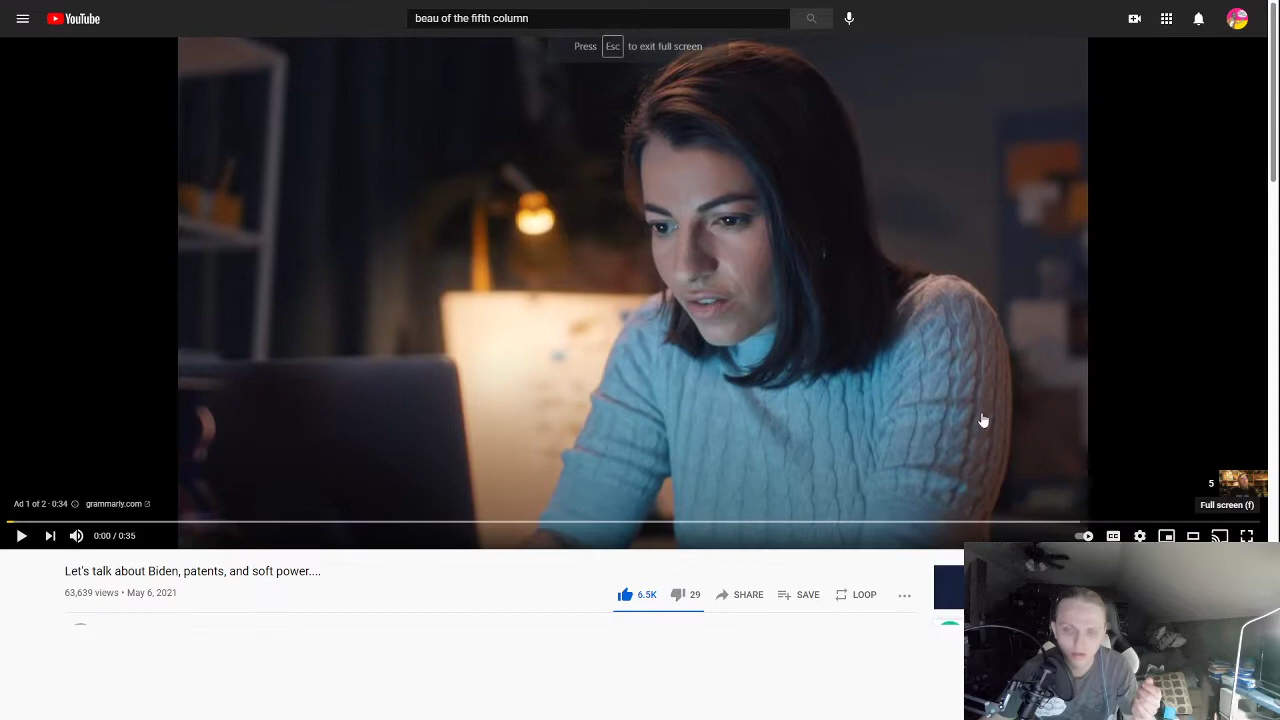 YouTube
beau of the fifth column
Press Esc to exit full screen
5
Ad 1 of 2 · 0:34 grammarly.com
Full screen (f)
0:00 / 0:35
CC
Let's talk about Biden, patents, and soft power....
63,639 views • May 6, 2021
6.5K 29 SHARE SAVE LOOP